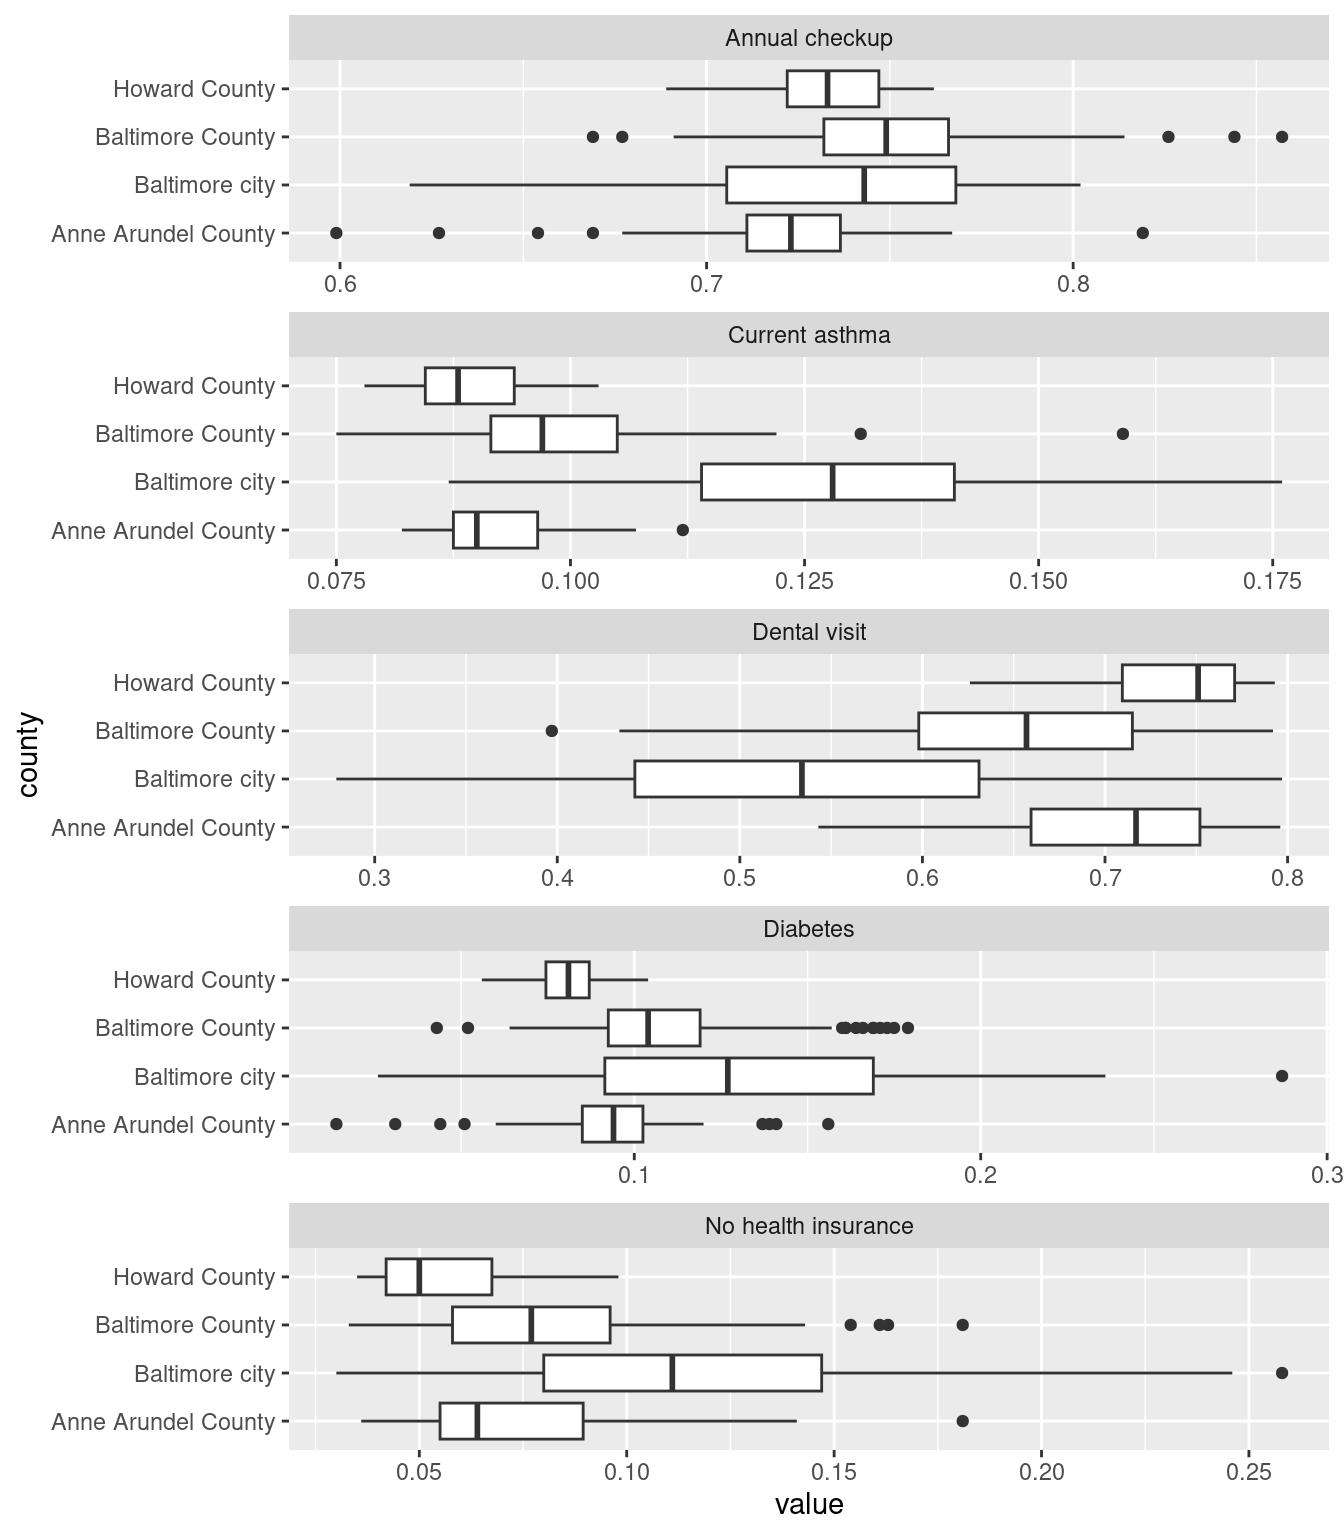 Annual checkup
Howard County
Baltimore County
Baltimore city
Anne Arundel County
0.6 0.7 0.8
Current asthma
Howard County
Baltimore County
Baltimore city
Anne Arundel County
0.075 0.100 0.125 0.150 0.175
Dental visit
Howard County
Baltimore County
Baltimore city
Anne Arundel County
0.3 0.4 0.5 0.6 0.7 0.8
county
Diabetes
Howard County
Baltimore County
Baltimore city
Anne Arundel County
0.1 0.2 0.3
No health insurance
Howard County
Baltimore County
Baltimore city
Anne Arundel County
0.05 0.10 0.15 0.20 0.25
value